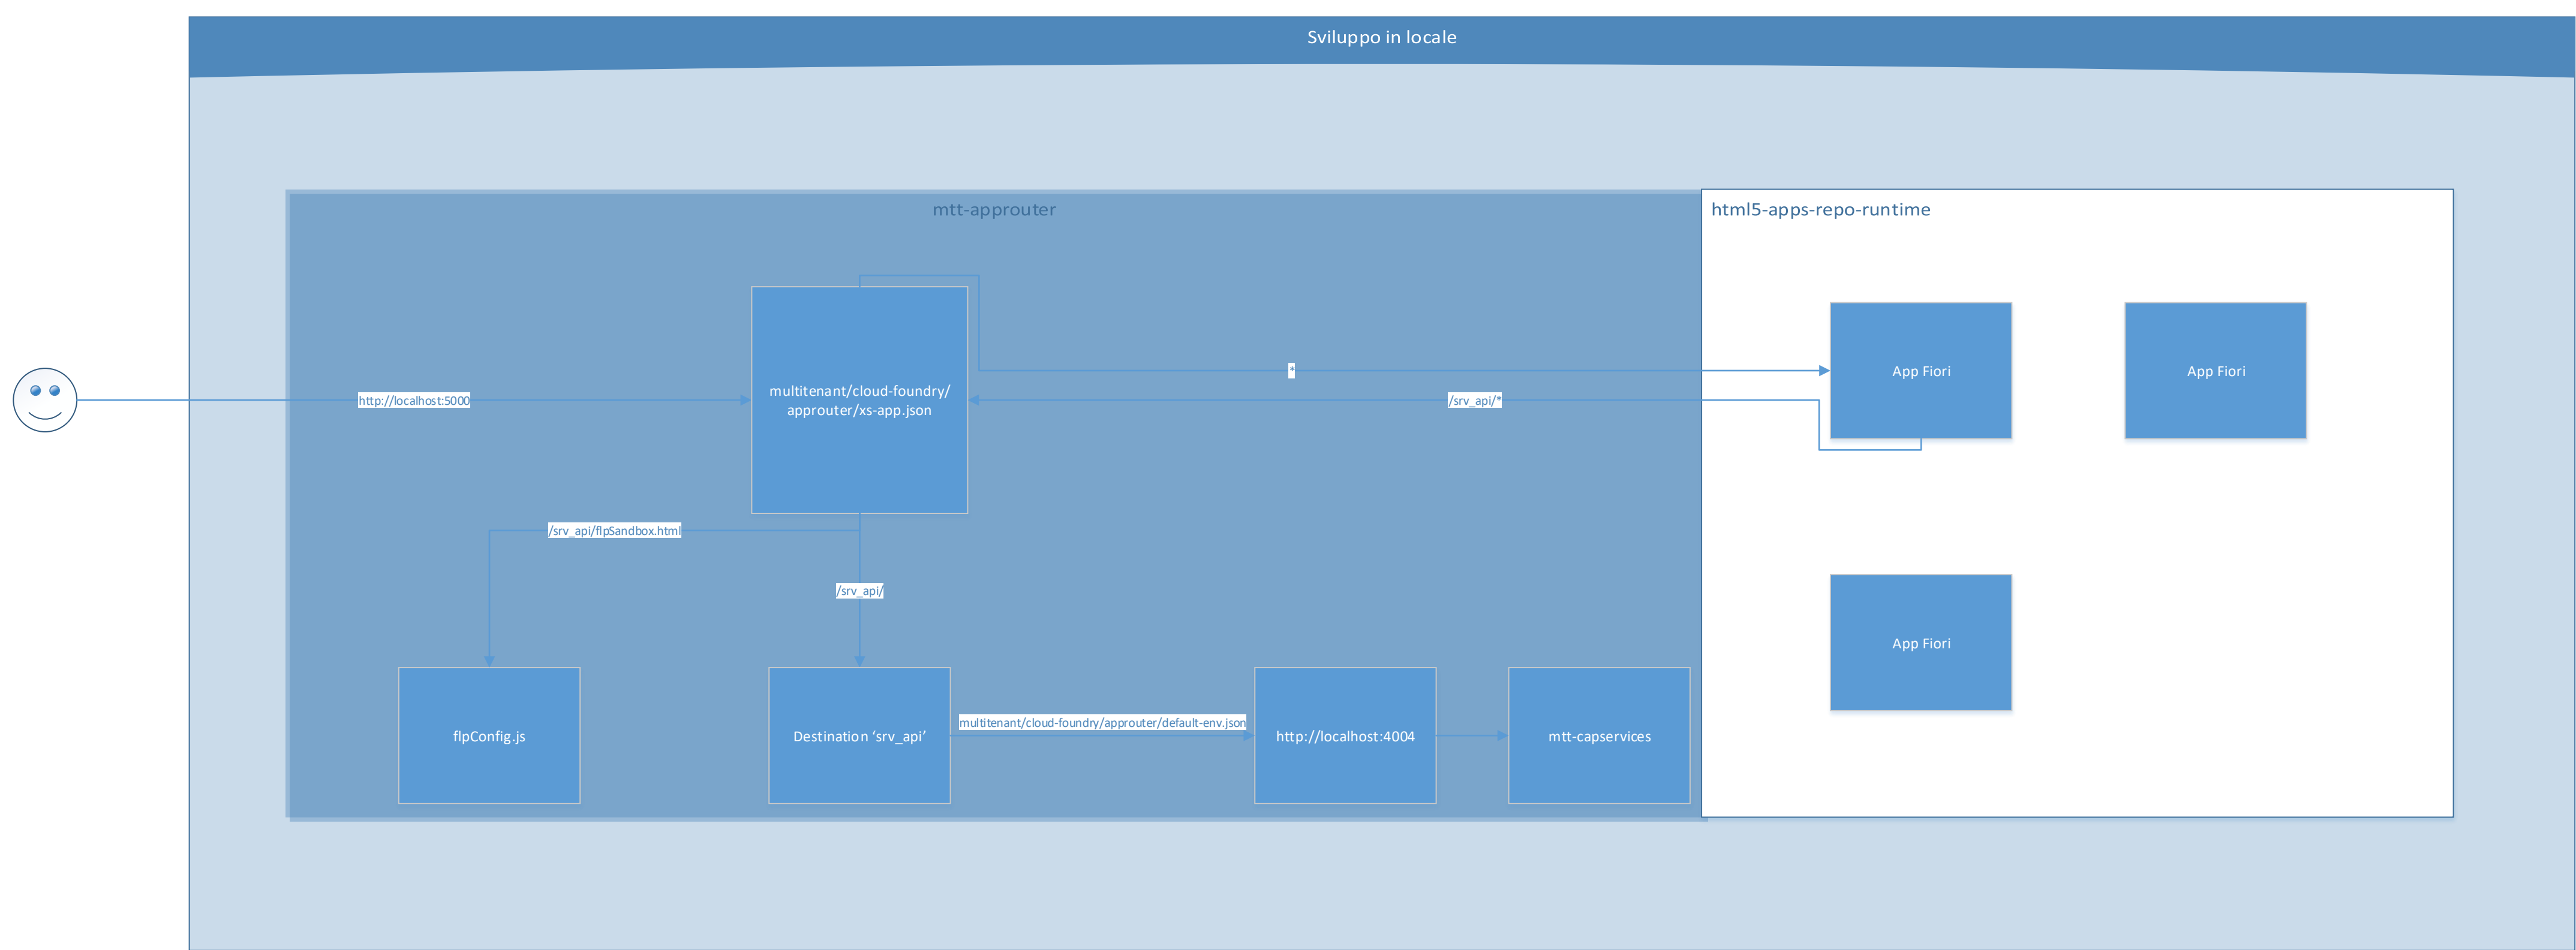 Sviluppo in locale
mtt-approuter
html5-apps-repo-runtime
http://localhost:5000
multitenant/cloud-foundry/
approuter/xs-app.json
*
/srv_api/*
App Fiori
App Fiori
/srv_api/flpSandbox.html
/srv_api/
App Fiori
flpConfig.js
Destination ‘srv_api’
multitenant/cloud-foundry/approuter/default-env.json
http://localhost:4004
mtt-capservices